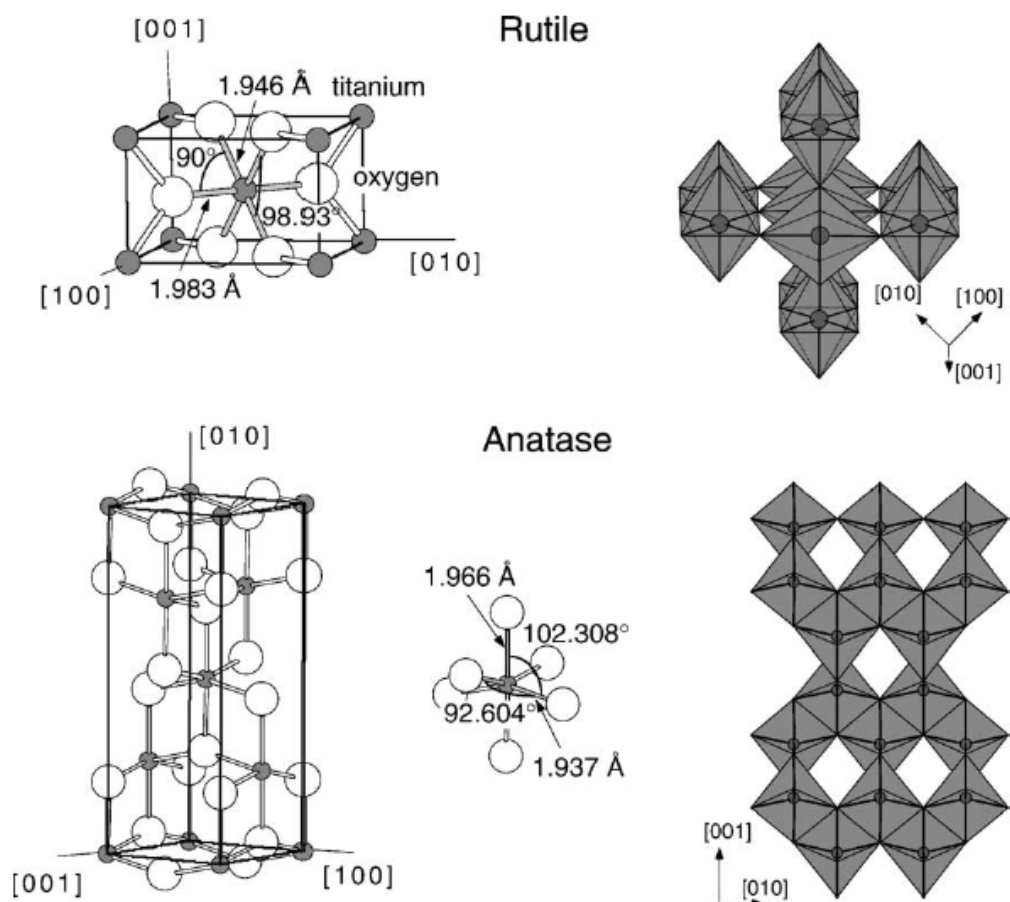 Rutile
[001]
1.946 Å
titanium
90°
oxygen
98.93°
[010]
[100]
1.983 Å
[010]
[100]
[001]
Anatase
[010]
1.966 Å
102.308°
92.604°
1.937 Å
[001]
[100]
[001]
[010]